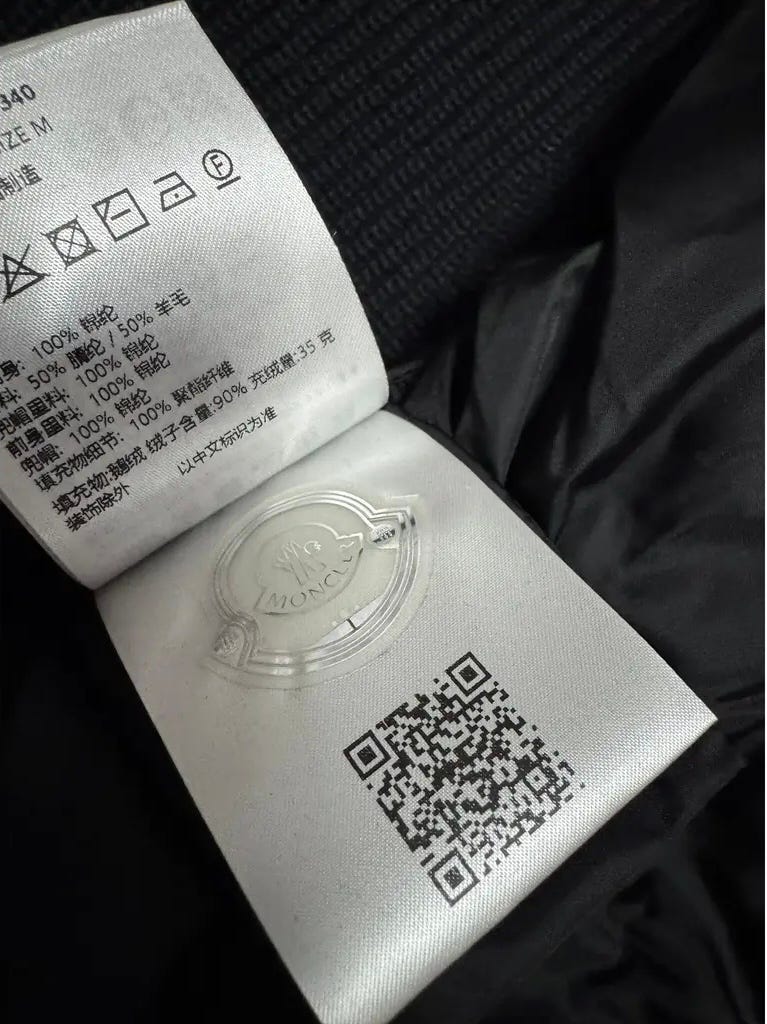 340
SIZE M
制造
F
身: 100% 锦纶
料: 50% 腈纶 / 50% 羊毛
兜帽里料: 100% 锦纶
前身里料: 100% 锦纶
兜帽: 100% 锦纶
填充物细节: 100% 聚酯纤维
填充物:鹅绒 绒子含量:90% 充绒量:35 克
装饰除外 以中文标识为准
MONCL